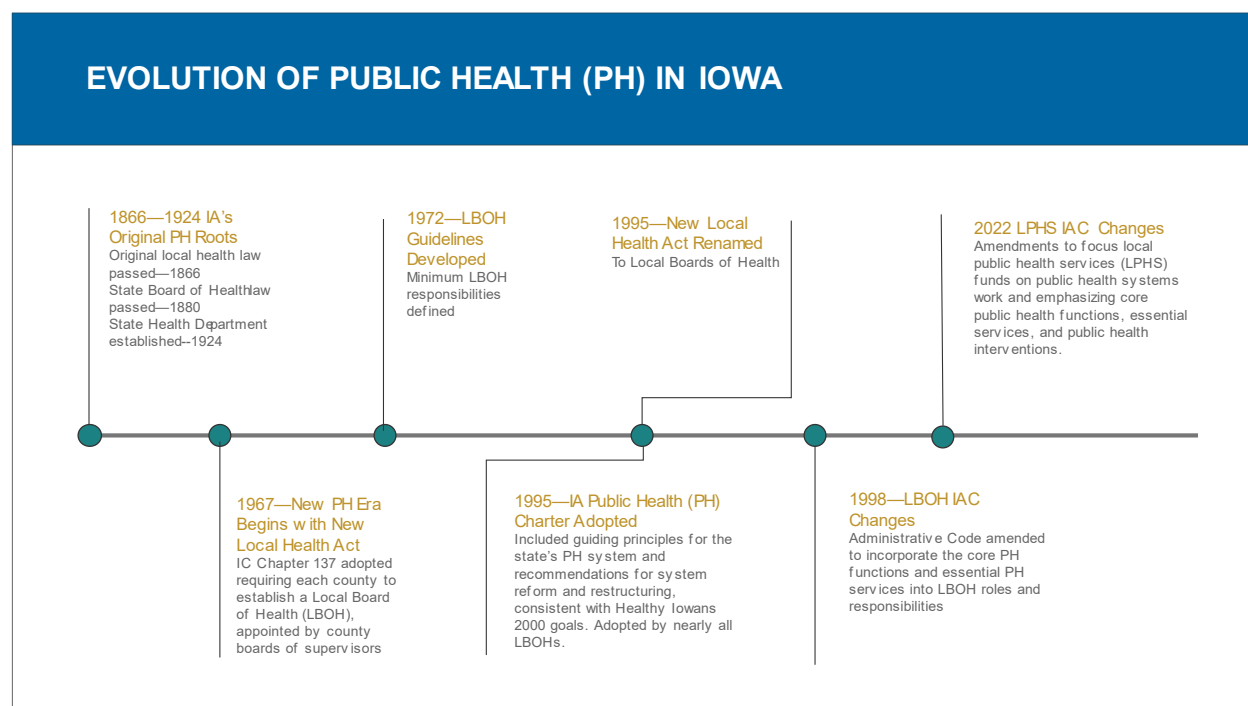 EVOLUTION OF PUBLIC HEALTH (PH) IN IOWA
1866—1924 IA's
Original PH Roots
Original local health law
passed—1866
State Board of Health law
passed—1880
State Health Department
established--1924
1967—New PH Era
Begins with New
Local Health Act
IC Chapter 137 adopted
requiring each county to
establish a Local Board
of Health (LBOH),
appointed by county
boards of supervisors
1972—LBOH
Guidelines
Developed
Minimum LBOH
responsibilities
defined
1995—New Local
Health Act Renamed
To Local Boards of Health
1995—IA Public Health (PH)
Charter Adopted
Included guiding principles for the
state's PH system and
recommendations for system
reform and restructuring,
consistent with Healthy Iowans
2000 goals. Adopted by nearly all
LBOHs.
1998—LBOH IAC
Changes
Administrative Code amended
to incorporate the core PH
functions and essential PH
services into LBOH roles and
responsibilities
2022 LPHS IAC Changes
Amendments to focus local
public health services (LPHS)
funds on public health systems
work and emphasizing core
public health functions, essential
services, and public health
interventions.